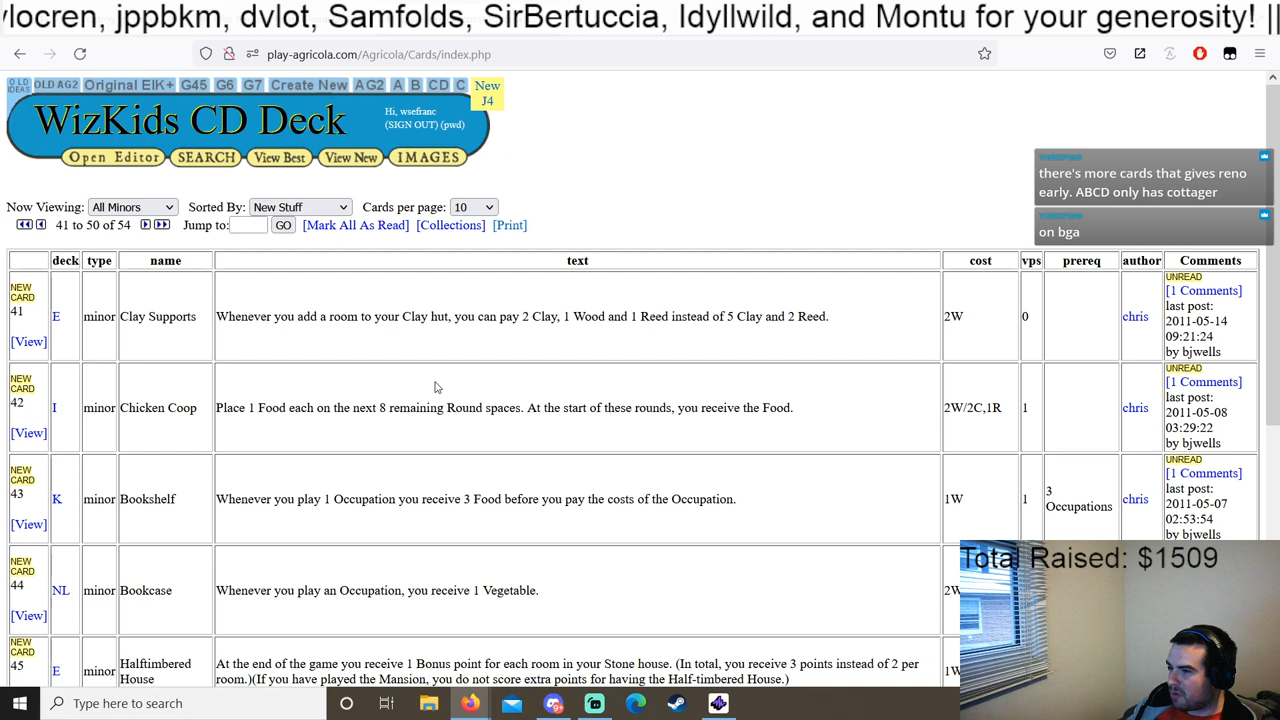 locren, jppbkm, dvlot, Samfolds, SirBertuccia, Idyllwild, and Montu for your generosity! ||
play-agricola.com/Agricola/Cards/index.php
OLD IDEAS OLD AG2 Original EIK+ G45 G6 G7 Create New AG2 A B CD C New J4
WizKids CD Deck
Hi, wsefranc
(SIGN OUT) (pwd)
Open Editor SEARCH View Best View New IMAGES
there's more cards that gives reno early. ABCD only has cottager
on bga
Now Viewing: All Minors Sorted By: New Stuff Cards per page: 10
41 to 50 of 54 Jump to: GO [Mark All As Read] [Collections] [Print]
deck type name text cost vps prereq author Comments
NEW CARD 41 [View] E minor Clay Supports Whenever you add a room to your Clay hut, you can pay 2 Clay, 1 Wood and 1 Reed instead of 5 Clay and 2 Reed. 2W 0 chris UNREAD [1 Comments] last post: 2011-05-14 09:21:24 by bjwells
NEW CARD 42 [View] I minor Chicken Coop Place 1 Food each on the next 8 remaining Round spaces. At the start of these rounds, you receive the Food. 2W/2C,1R 1 chris UNREAD [1 Comments] last post: 2011-05-08 03:29:22 by bjwells
NEW CARD 43 [View] K minor Bookshelf Whenever you play 1 Occupation you receive 3 Food before you pay the costs of the Occupation. 1W 1 3 Occupations chris UNREAD [1 Comments] last post: 2011-05-07 02:53:54 by bjwells
NEW CARD 44 [View] NL minor Bookcase Whenever you play an Occupation, you receive 1 Vegetable.
NEW CARD 45 E minor Halftimbered House At the end of the game you receive 1 Bonus point for each room in your Stone house. (In total, you receive 3 points instead of 2 per room.)(If you have played the Mansion, you do not score extra points for having the Half-timbered House.)
Total Raised: $1509
Type here to search